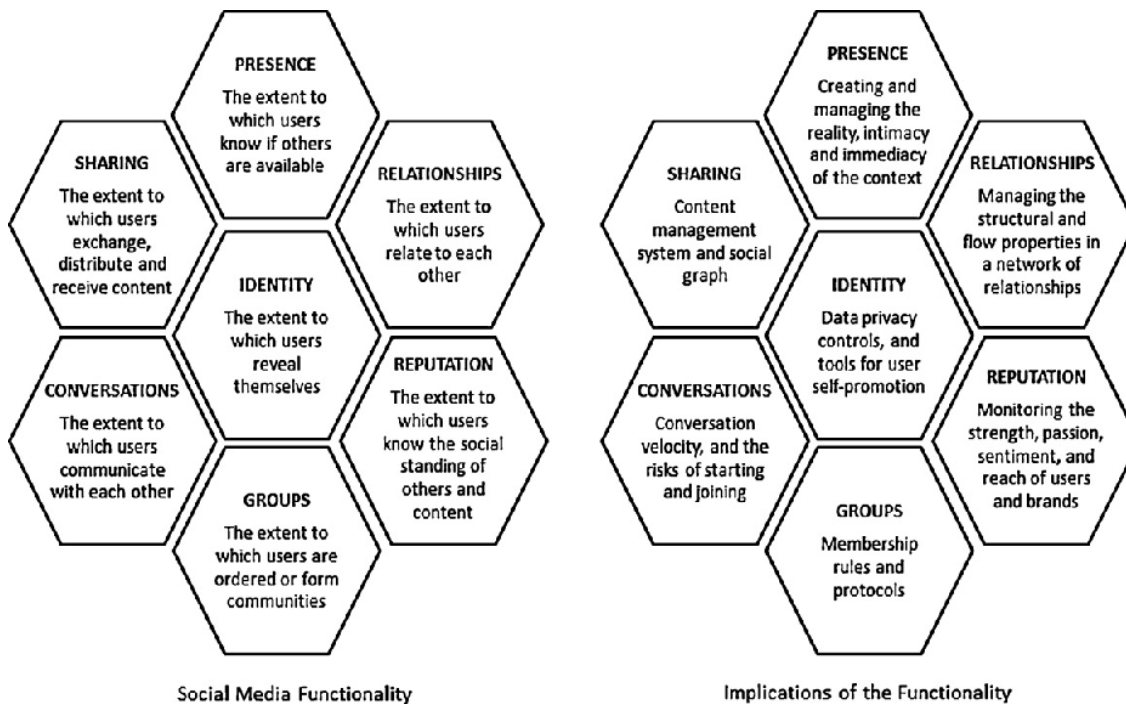 PRESENCE
The extent to
which users
know if others
are available
SHARING
The extent to
which users
exchange,
distribute and
receive content
RELATIONSHIPS
The extent to
which users
relate to each
other
IDENTITY
The extent to
which users
reveal
themselves
CONVERSATIONS
The extent to
which users
communicate
with each other
REPUTATION
The extent to
which users
know the social
standing of
others and
content
GROUPS
The extent to
which users are
ordered or form
communities
Social Media Functionality
PRESENCE
Creating and
managing the
reality, intimacy
and immediacy
of the context
SHARING
Content
management
system and social
graph
RELATIONSHIPS
Managing the
structural and
flow properties in
a network of
relationships
IDENTITY
Data privacy
controls, and
tools for user
self-promotion
CONVERSATIONS
Conversation
velocity, and the
risks of starting
and joining
REPUTATION
Monitoring the
strength, passion,
sentiment, and
reach of users
and brands
GROUPS
Membership
rules and
protocols
Implications of the Functionality